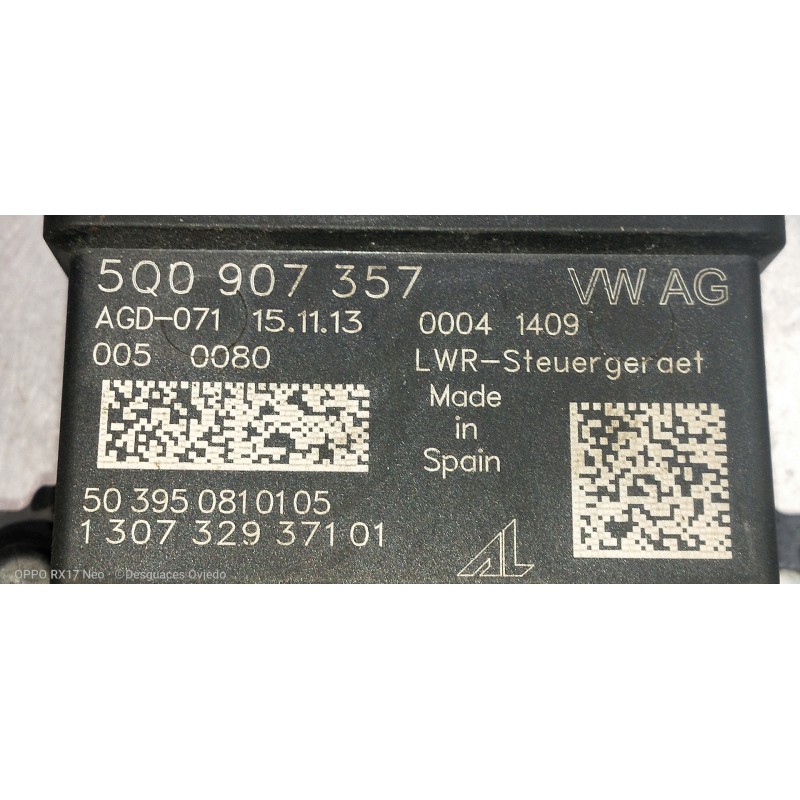 5Q0 907 357
VW AG
AGD-071 15.11.13
0004 1409
005 0080
LWR-Steuergeraet
Made
in
Spain
50 395 0810105
1 307 329 371 01
AL
OPPO RX17 Neo · ©Desguaces Oviedo